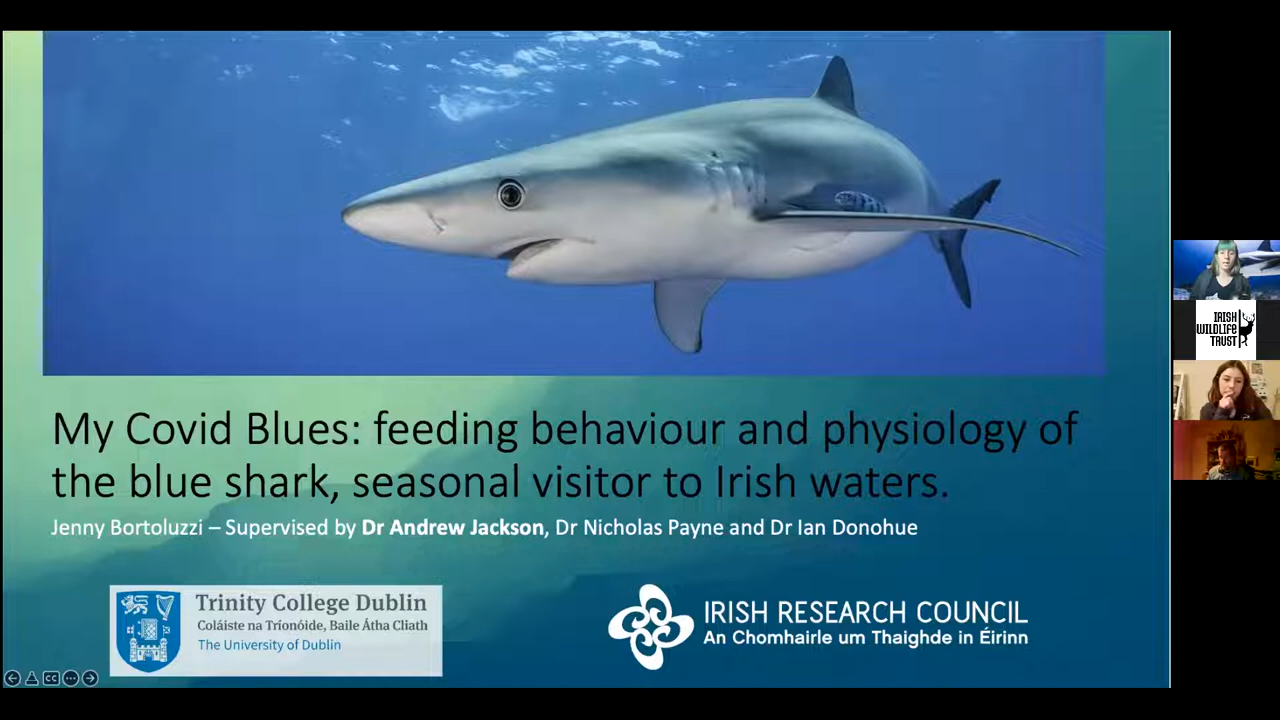 My Covid Blues: feeding behaviour and physiology of
the blue shark, seasonal visitor to Irish waters.
Jenny Bortoluzzi – Supervised by Dr Andrew Jackson, Dr Nicholas Payne and Dr Ian Donohue
Trinity College Dublin
Coláiste na Tríonóide, Baile Átha Cliath
The University of Dublin
IRISH RESEARCH COUNCIL
An Chomhairle um Thaighde in Éirinn
CC
IRISH
WILDLIFE
TRUST